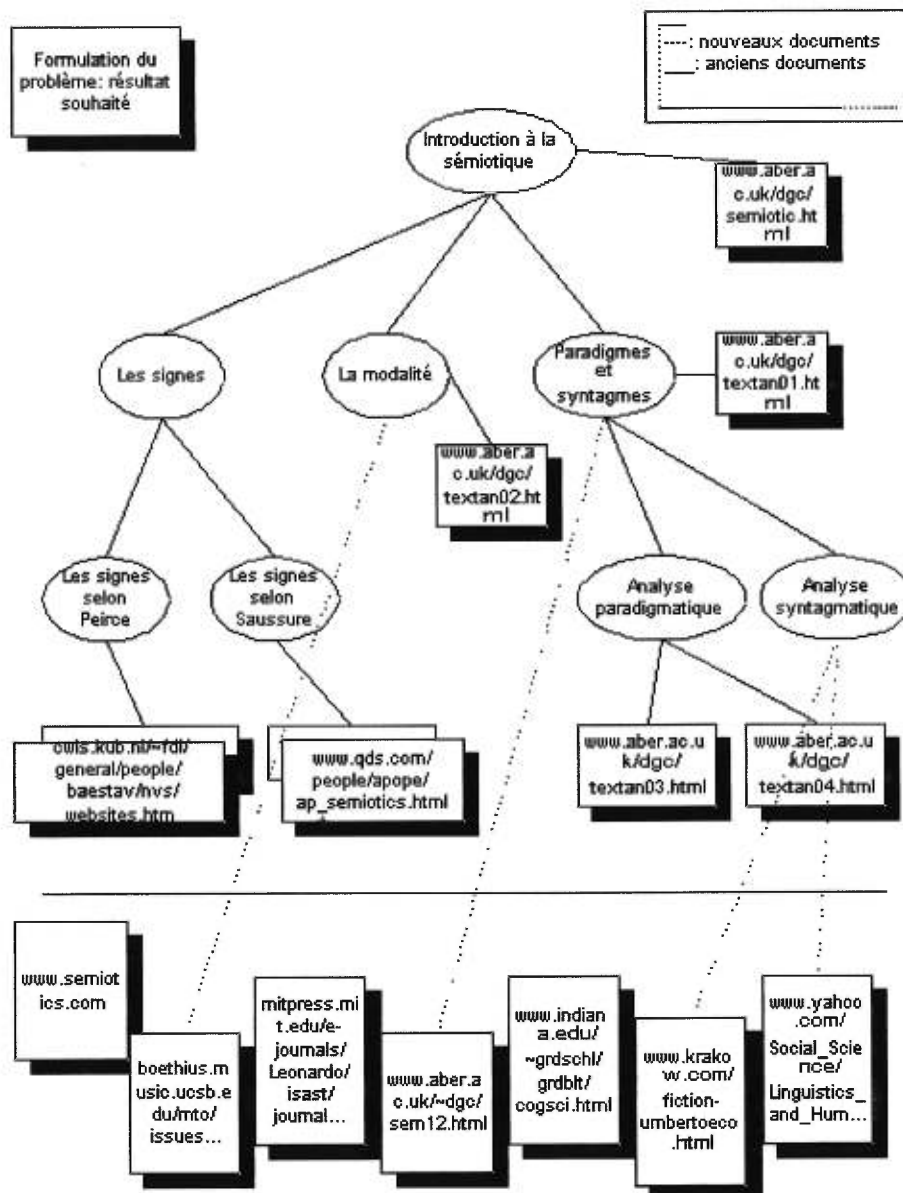 Formulation du
problème: résultat
souhaité
: nouveaux documents
: anciens documents
Introduction à la
sémiotique
www.aber.a
c.uk/dgc/
semiotic.ht
ml
Les signes
La modalité
Paradigmes
et
syntagmes
www.aber.a
c.uk/dgc/
textan01.ht
ml
www.aber.a
c.uk/dgc/
textan02.ht
ml
Les signes
selon
Peirce
Les signes
selon
Saussure
Analyse
paradigmatique
Analyse
syntagmatique
cwis.kub.nl/~fdl/
general/people/
baestav/nvs/
websites.htm
www.qds.com/
people/apope/
ap_semiotics.html
www.aber.ac.u
k/dgc/
textan03.html
www.aber.ac.u
k/dgc/
textan04.html
www.semiot
ics.com
boethius.m
usic.ucsb.e
du/mto/
issues...
mitpress.mi
t.edu/e-
journals/
Leonardo/
isast/
journal...
www.aber.a
c.uk/~dgc/
sem12.html
www.indian
a.edu/
~grdschl/
grdblt/
cogsci.html
www.krako
w.com/
fiction-
umbertoeco
.html
www.yahoo
.com/
Social_Scie
nce/
Linguistics_
and_Hum...